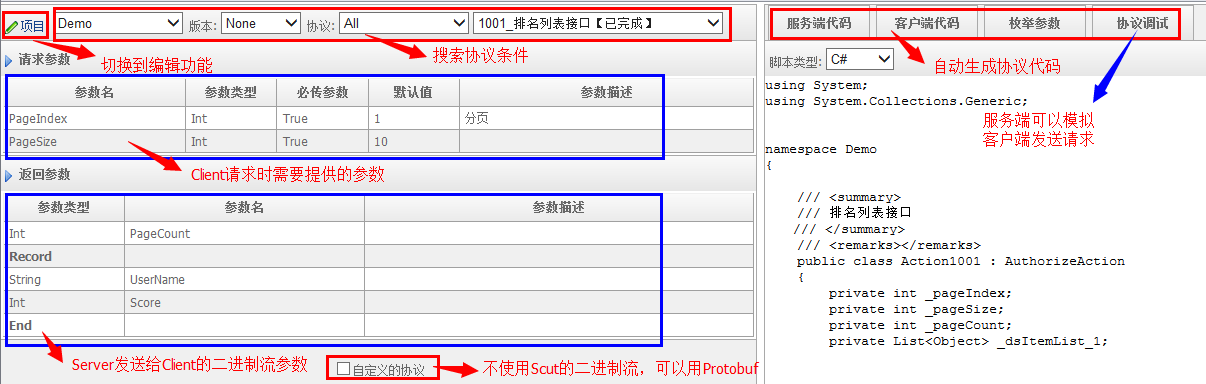 项目 Demo 版本: None 协议: All 1001_排名列表接口【已完成】
切换到编辑功能
搜索协议条件
请求参数
参数名 参数类型 必传参数 默认值 参数描述
PageIndex Int True 1 分页
PageSize Int True 10
Client请求时需要提供的参数
返回参数
参数类型 参数名 参数描述
Int PageCount
Record
String UserName
Int Score
End
Server发送给Client的二进制流参数
自定义的协议
不使用Scut的二进制流，可以用Protobuf
服务端代码 客户端代码 枚举参数 协议调试
脚本类型: C#
自动生成协议代码
服务端可以模拟
客户端发送请求
using System;
using System.Collections.Generic;
namespace Demo
{
/// <summary>
/// 排名列表接口
/// </summary>
/// <remarks></remarks>
public class Action1001 : AuthorizeAction
{
private int _pageIndex;
private int _pageSize;
private int _pageCount;
private List<Object> _dsItemList_1;